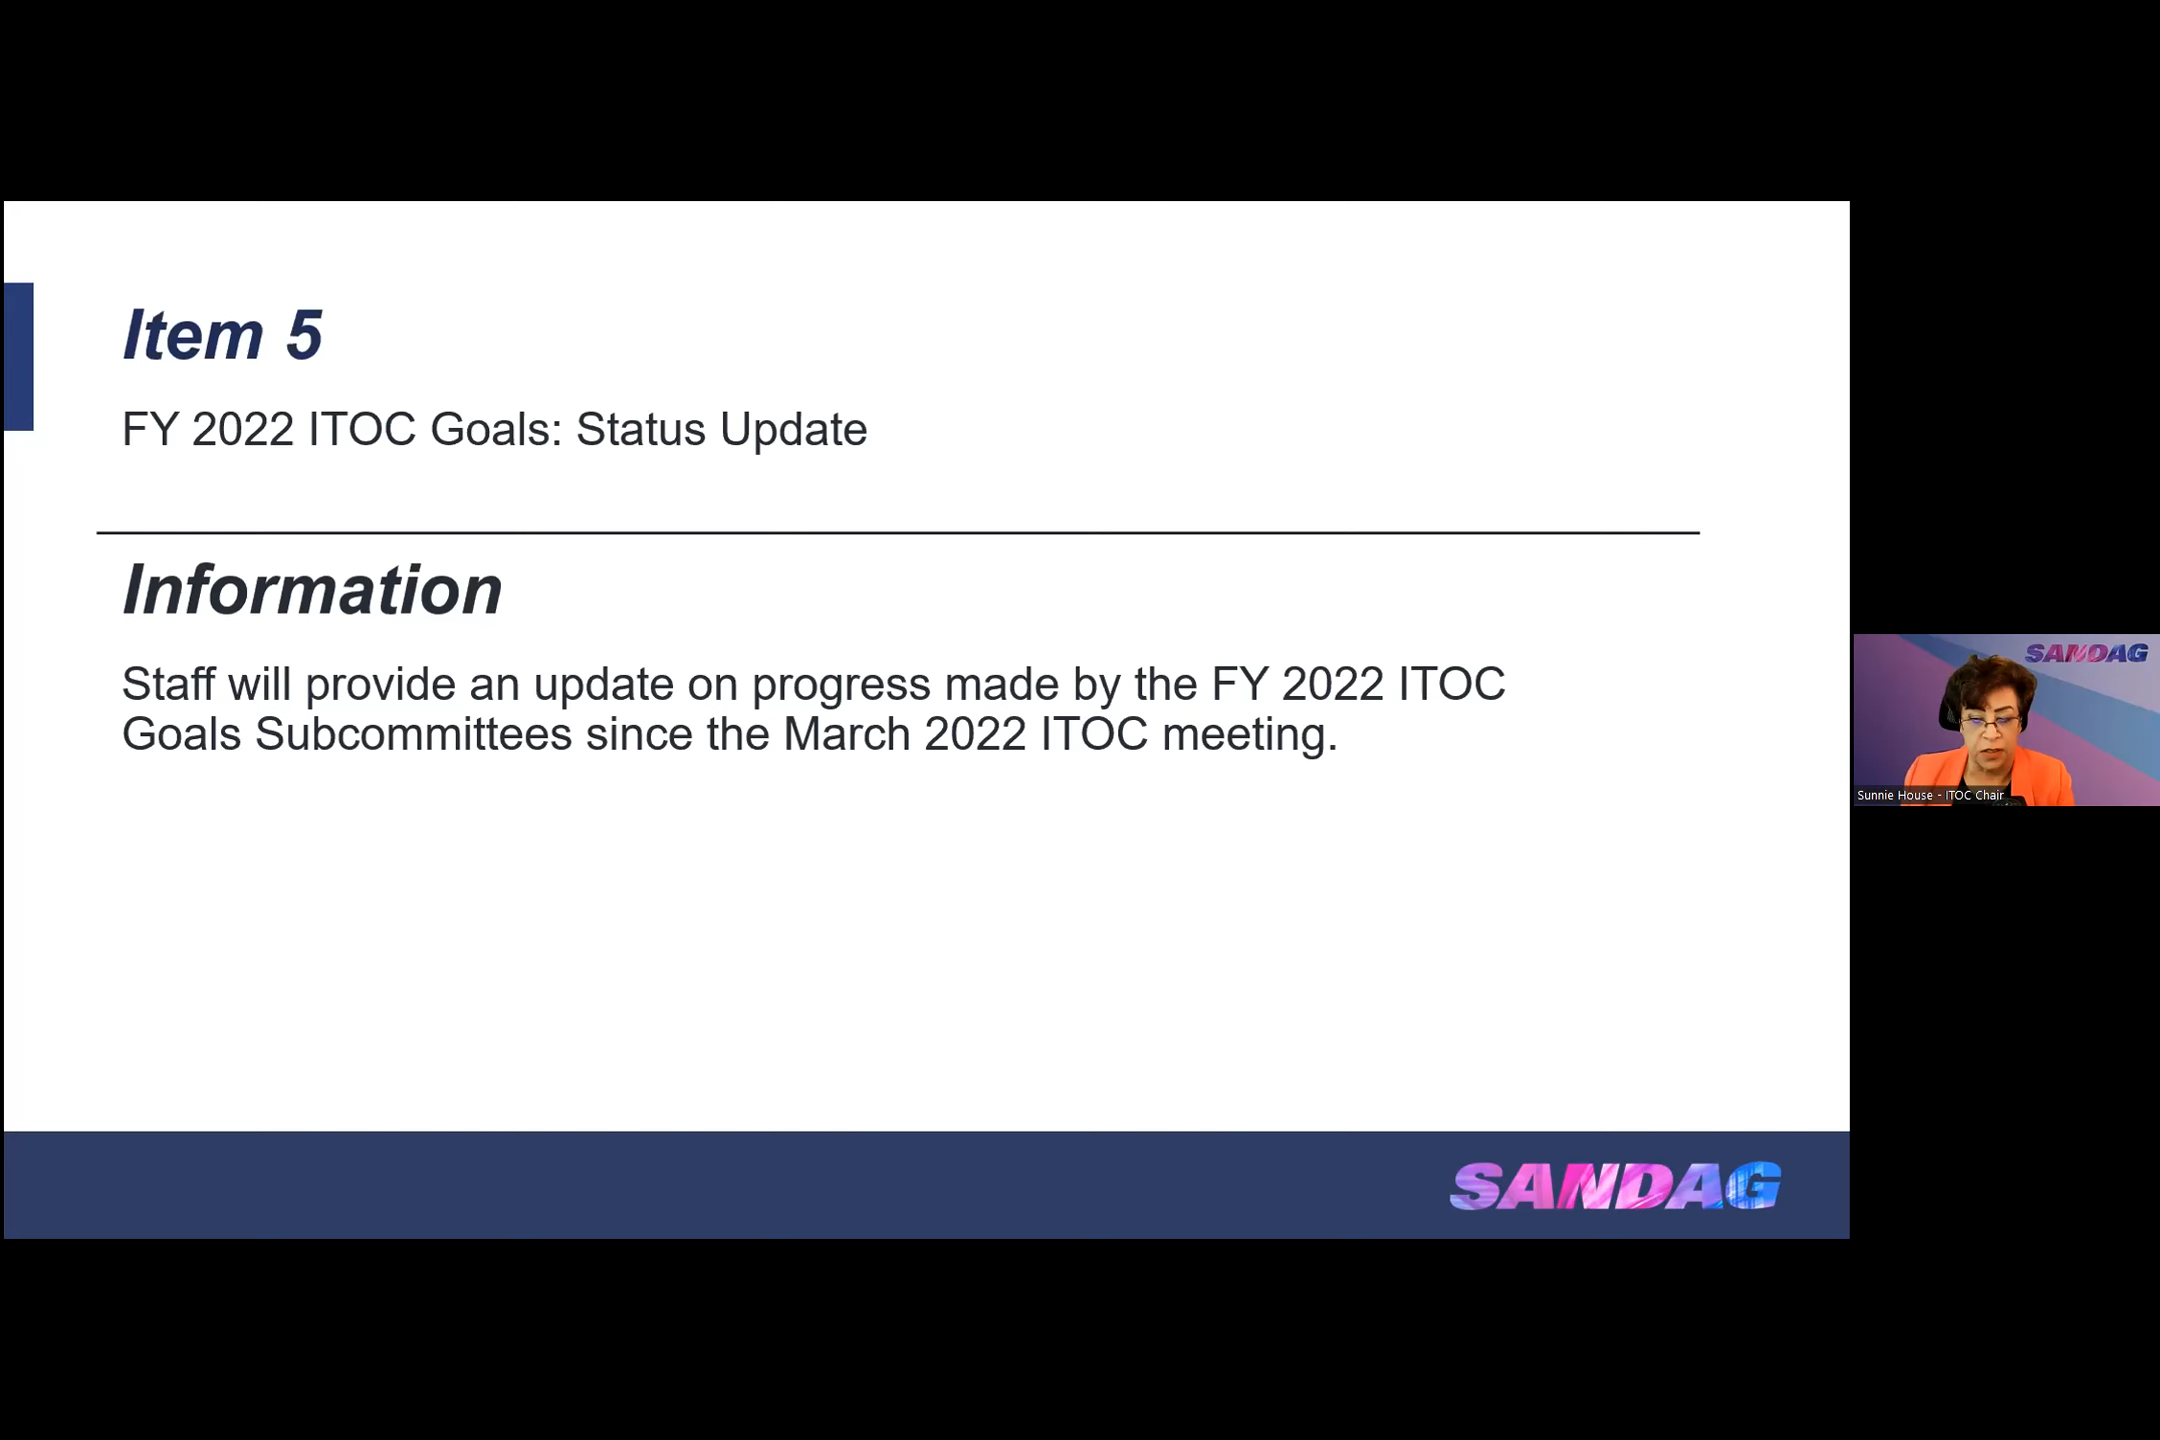 Item 5
FY 2022 ITOC Goals: Status Update
Information
Staff will provide an update on progress made by the FY 2022 ITOC
Goals Subcommittees since the March 2022 ITOC meeting.
SANDAG
SANDAG
Sunnie House - ITOC Chair